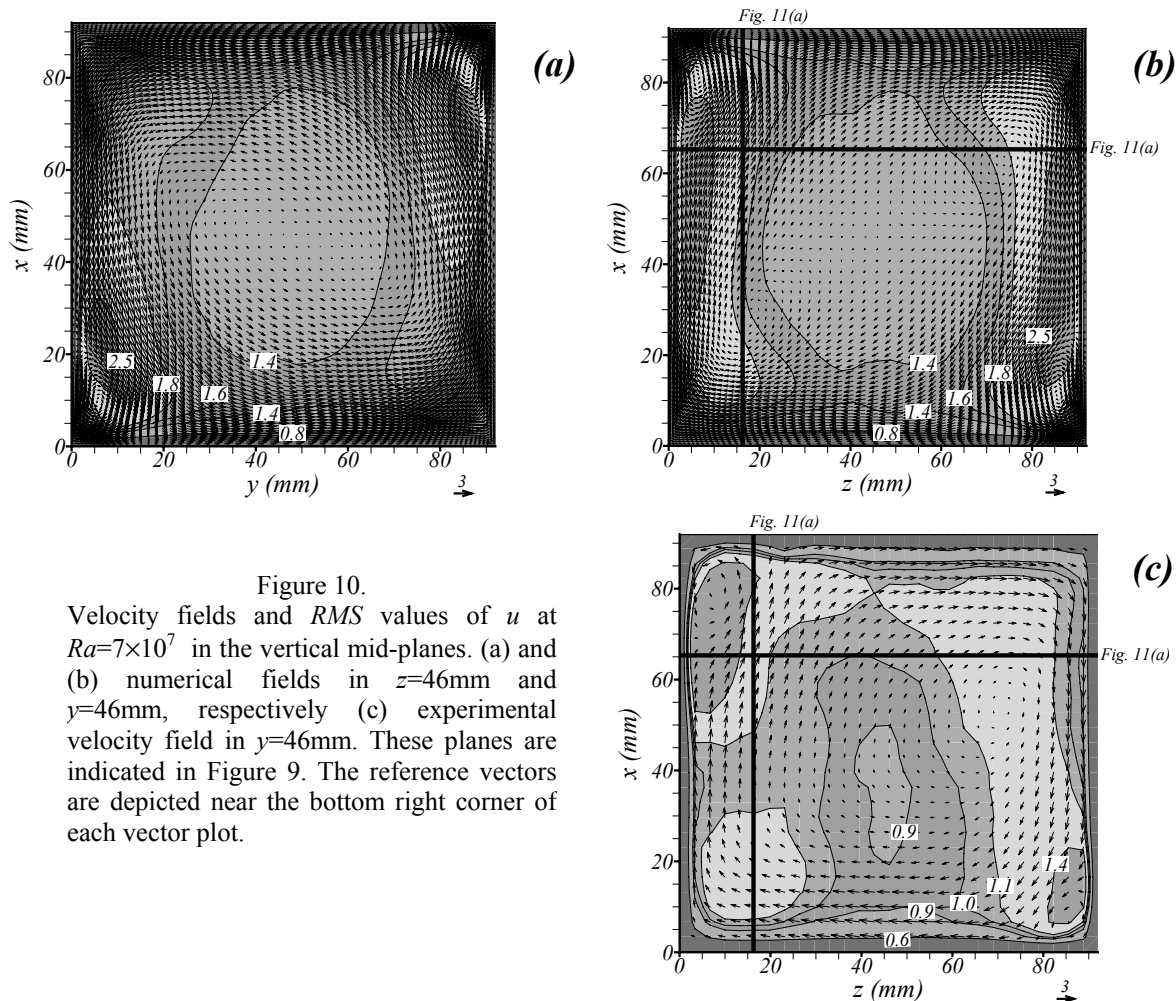 (a)
80
60
40
20
0
x (mm)
2.5
1.8
1.6
1.4
1.4
0.8
0 20 40 60 80
y (mm)
3
Fig. 11(a)
(b)
80
60
40
20
0
x (mm)
Fig. 11(a)
2.5
1.8
1.6
1.4
1.4
0.8
0 20 40 60 80
z (mm)
3
Fig. 11(a)
(c)
80
60
40
20
0
x (mm)
Fig. 11(a)
0.9
1.4
1.1
1.0
0.9
0.6
0 20 40 60 80
z (mm)
3
Figure 10.
Velocity fields and RMS values of u at
Ra=7×10⁷ in the vertical mid-planes. (a) and
(b) numerical fields in z=46mm and
y=46mm, respectively (c) experimental
velocity field in y=46mm. These planes are
indicated in Figure 9. The reference vectors
are depicted near the bottom right corner of
each vector plot.